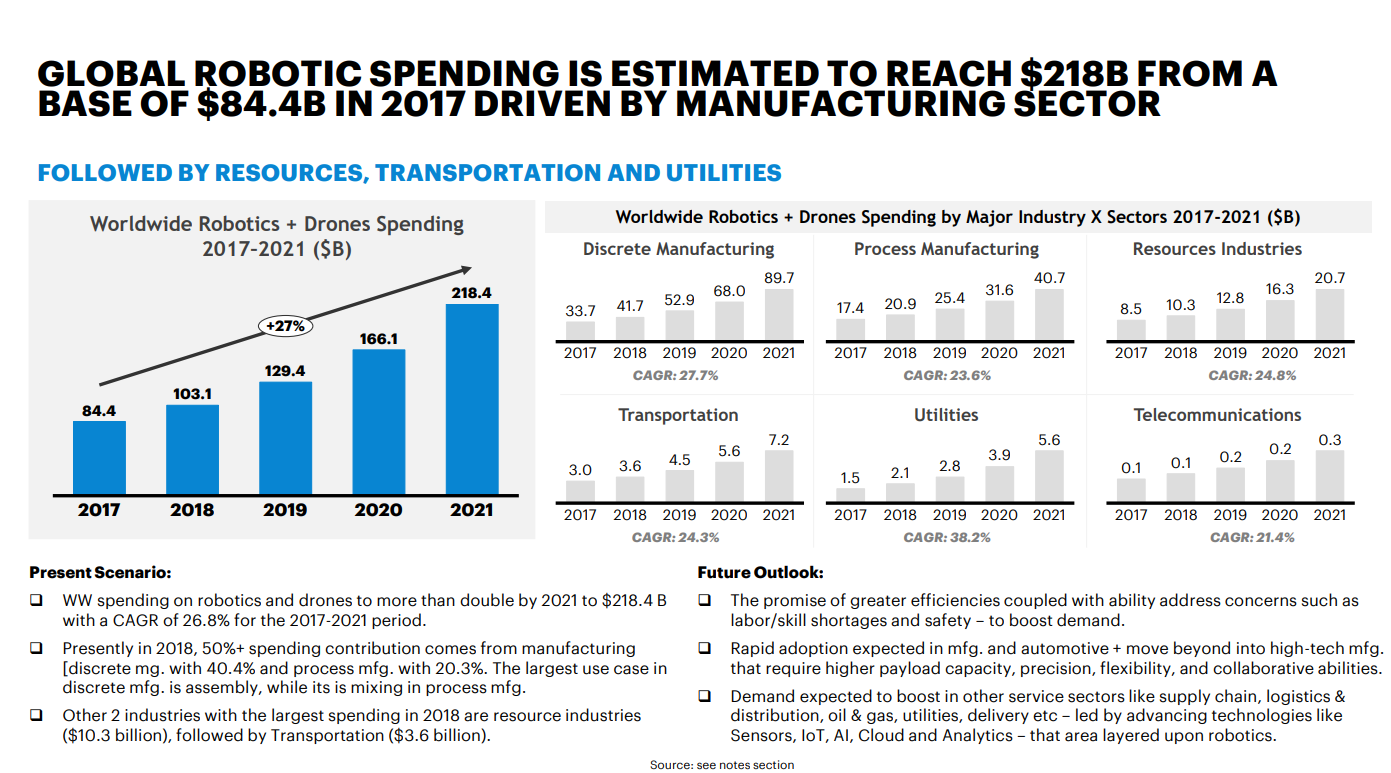 GLOBAL ROBOTIC SPENDING IS ESTIMATED TO REACH $218B FROM A
BASE OF $84.4B IN 2017 DRIVEN BY MANUFACTURING SECTOR
FOLLOWED BY RESOURCES, TRANSPORTATION AND UTILITIES
Worldwide Robotics + Drones Spending
2017-2021 ($B)
218.4
+27%
166.1
129.4
103.1
84.4
2017 2018 2019 2020 2021
Worldwide Robotics + Drones Spending by Major Industry X Sectors 2017-2021 ($B)
Discrete Manufacturing
33.7 41.7 52.9 68.0 89.7
2017 2018 2019 2020 2021
CAGR: 27.7%
Process Manufacturing
17.4 20.9 25.4 31.6 40.7
2017 2018 2019 2020 2021
CAGR: 23.6%
Resources Industries
8.5 10.3 12.8 16.3 20.7
2017 2018 2019 2020 2021
CAGR: 24.8%
Transportation
3.0 3.6 4.5 5.6 7.2
2017 2018 2019 2020 2021
CAGR: 24.3%
Utilities
1.5 2.1 2.8 3.9 5.6
2017 2018 2019 2020 2021
CAGR: 38.2%
Telecommunications
0.1 0.1 0.2 0.2 0.3
2017 2018 2019 2020 2021
CAGR: 21.4%
Present Scenario:
❑ WW spending on robotics and drones to more than double by 2021 to $218.4 B
with a CAGR of 26.8% for the 2017-2021 period.
❑ Presently in 2018, 50%+ spending contribution comes from manufacturing
[discrete mg. with 40.4% and process mfg. with 20.3%. The largest use case in
discrete mfg. is assembly, while its is mixing in process mfg.
❑ Other 2 industries with the largest spending in 2018 are resource industries
($10.3 billion), followed by Transportation ($3.6 billion).
Future Outlook:
❑ The promise of greater efficiencies coupled with ability address concerns such as
labor/skill shortages and safety – to boost demand.
❑ Rapid adoption expected in mfg. and automotive + move beyond into high-tech mfg.
that require higher payload capacity, precision, flexibility, and collaborative abilities.
❑ Demand expected to boost in other service sectors like supply chain, logistics &
distribution, oil & gas, utilities, delivery etc – led by advancing technologies like
Sensors, IoT, AI, Cloud and Analytics – that area layered upon robotics.
Source: see notes section